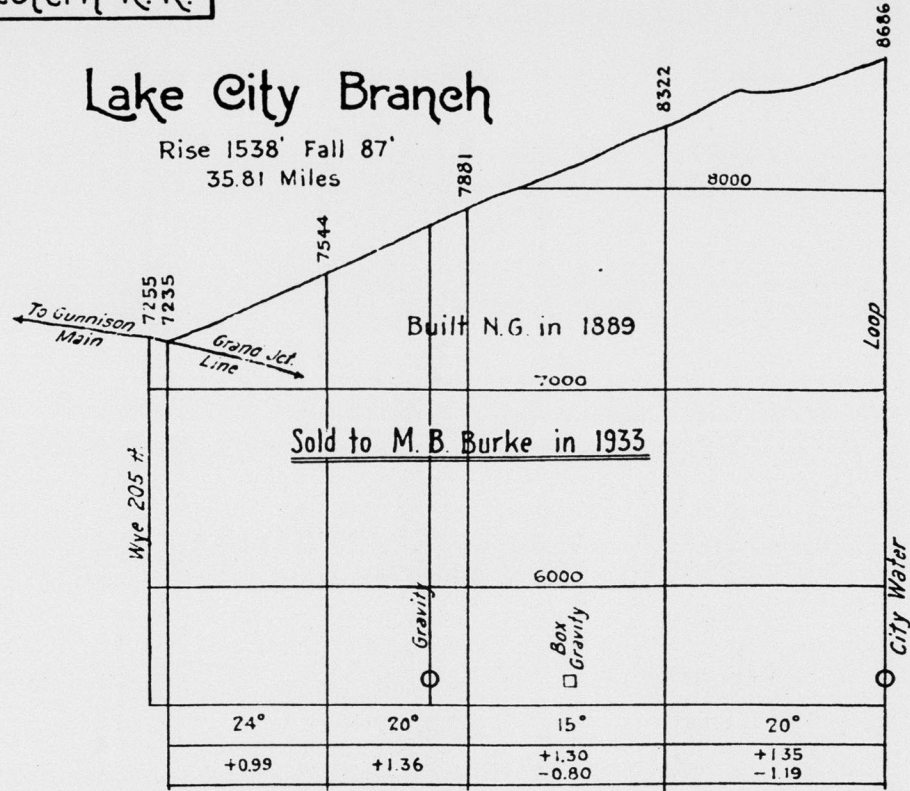 Lake City Branch
Rise 1538' Fall 87'
35.81 Miles
7255
7235
7544
7881
8322
8686
8000
To Gunnison
Main
Grand Jct.
Line
Built N.G. in 1889
Loop
7000
Sold to M. B. Burke in 1933
Wye 205 ft.
6000
Gravity
Box
Gravity
City Water
24° 20° 15° 20°
+0.99 +1.36 +1.30 +1.35
-0.80 -1.19